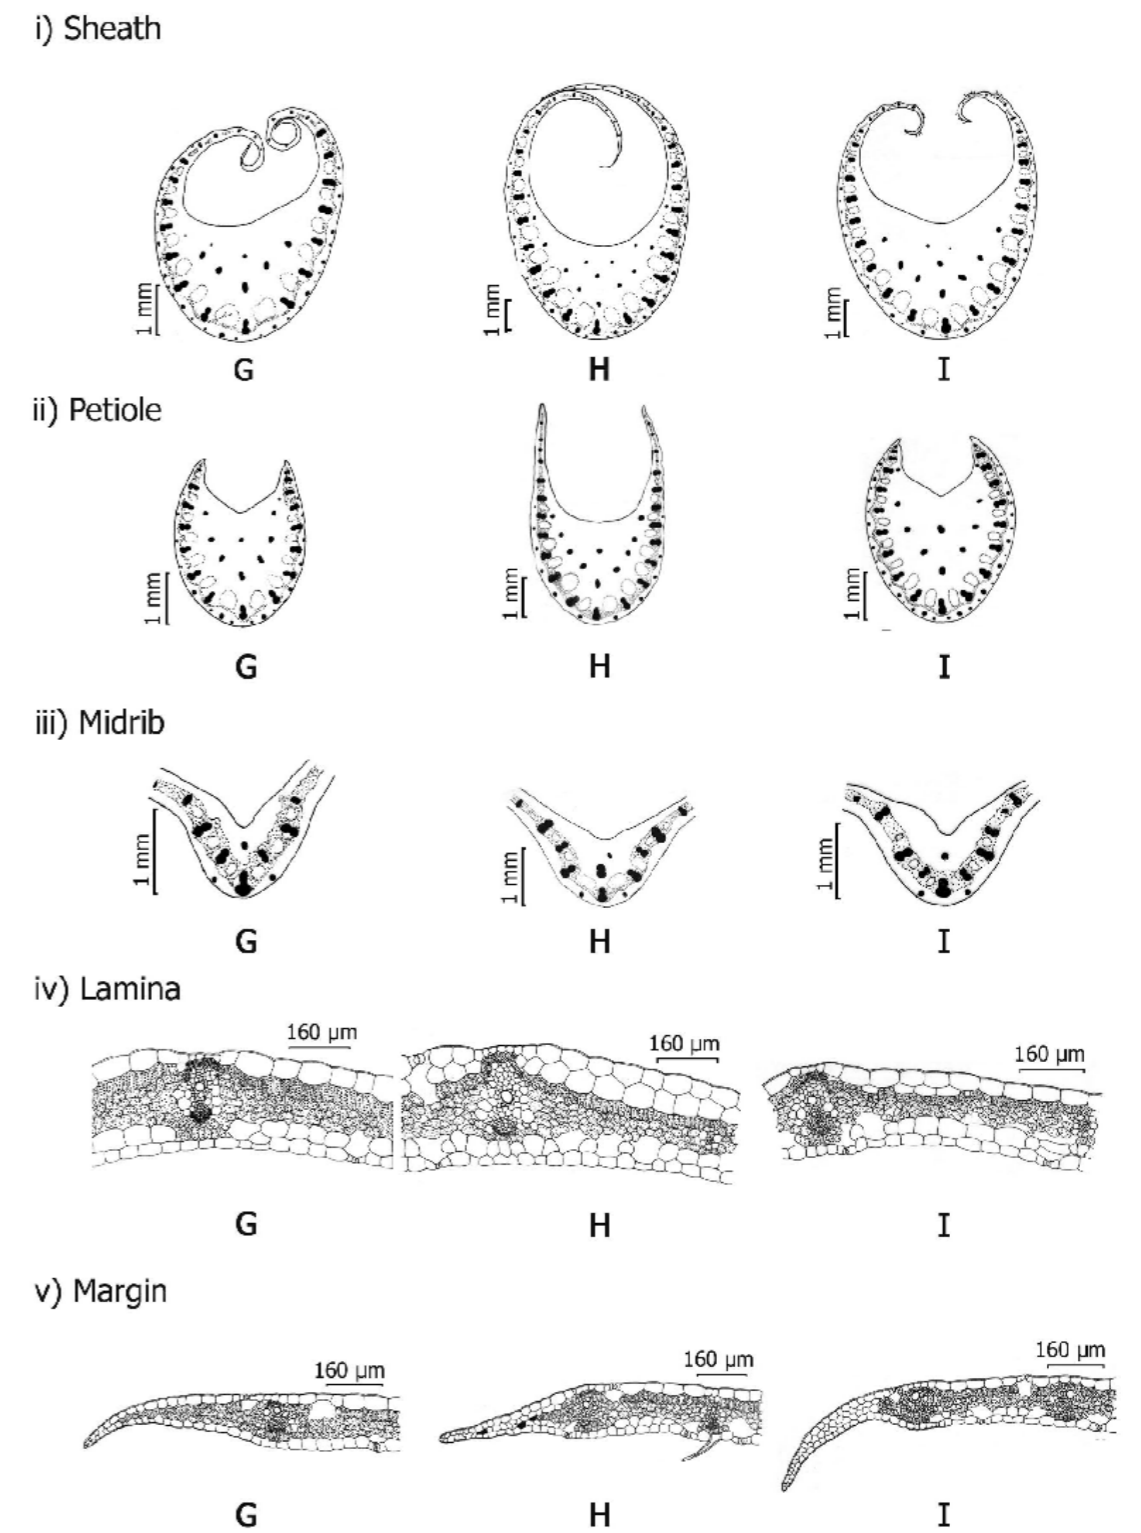 i) Sheath
1 mm
1 mm
1 mm
G
H
I
ii) Petiole
1 mm
1 mm
1 mm
G
H
I
iii) Midrib
1 mm
1 mm
1 mm
G
H
I
iv) Lamina
160 µm
160 µm
160 µm
G
H
I
v) Margin
160 µm
160 µm
160 µm
G
H
I